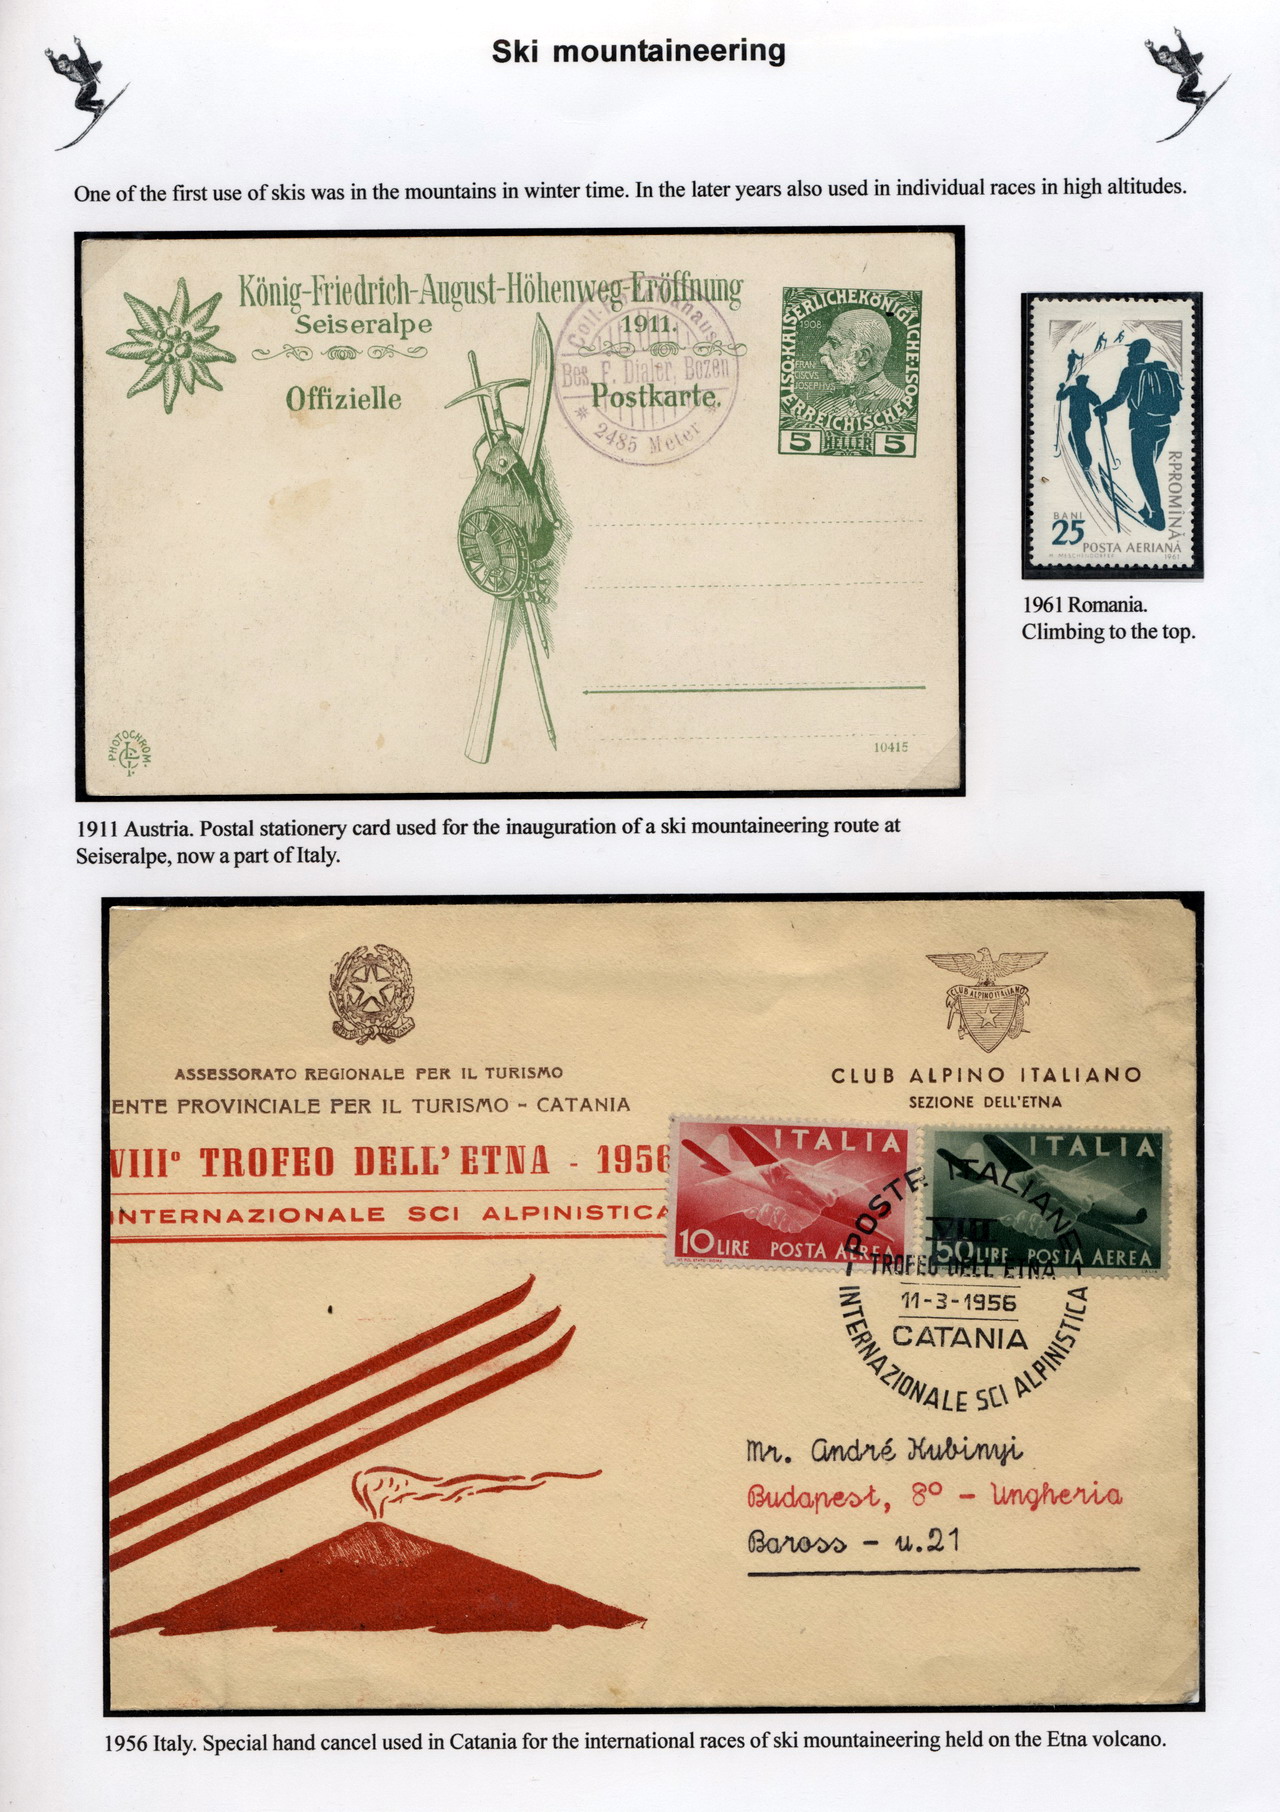 Ski mountaineering
One of the first use of skis was in the mountains in winter time. In the later years also used in individual races in high altitudes.
König-Friedrich-August-Höhenweg-Eröffnung
Seiseralpe
1911.
Offizielle
Postkarte.
Bes. F. Dialer, Bozen
* 2485 Meter *
KAISERLICHEKÖNIGLICHE
ÖSTERREICHISCHE POST
1908
FRAN
CISCVS
JOSEPHVS
5 HELLER 5
PHOTOCHROM.
10415
R.P.ROMÎNĂ
BANI
25
POSTA AERIANĂ
1961
1961 Romania.
Climbing to the top.
1911 Austria. Postal stationery card used for the inauguration of a ski mountaineering route at
Seiseralpe, now a part of Italy.
CLUB ALPINO ITALIANO
ASSESSORATO REGIONALE PER IL TURISMO
CLUB ALPINO ITALIANO
ENTE PROVINCIALE PER IL TURISMO - CATANIA
SEZIONE DELL'ETNA
VIII° TROFEO DELL'ETNA - 1956
INTERNAZIONALE SCI ALPINISTICA
ITALIA
10 LIRE POSTA AEREA
ITALIA
50 LIRE POSTA AEREA
- POSTE ITALIANE -
VIII
TROFEO DELL'ETNA
11-3-1956
CATANIA
INTERNAZIONALE SCI ALPINISTICA
Mr. André Kubinyi
Budapest, 8° - Ungheria
Baross - u. 21
1956 Italy. Special hand cancel used in Catania for the international races of ski mountaineering held on the Etna volcano.